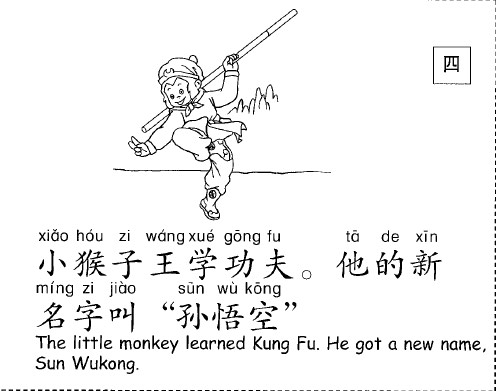 四
xiǎo hóu zi wáng xué gōng fu tā de xīn
小猴子王学功夫。他的新
míng zi jiào sūn wù kōng
名字叫“孙悟空”
The little monkey learned Kung Fu. He got a new name,
Sun Wukong.